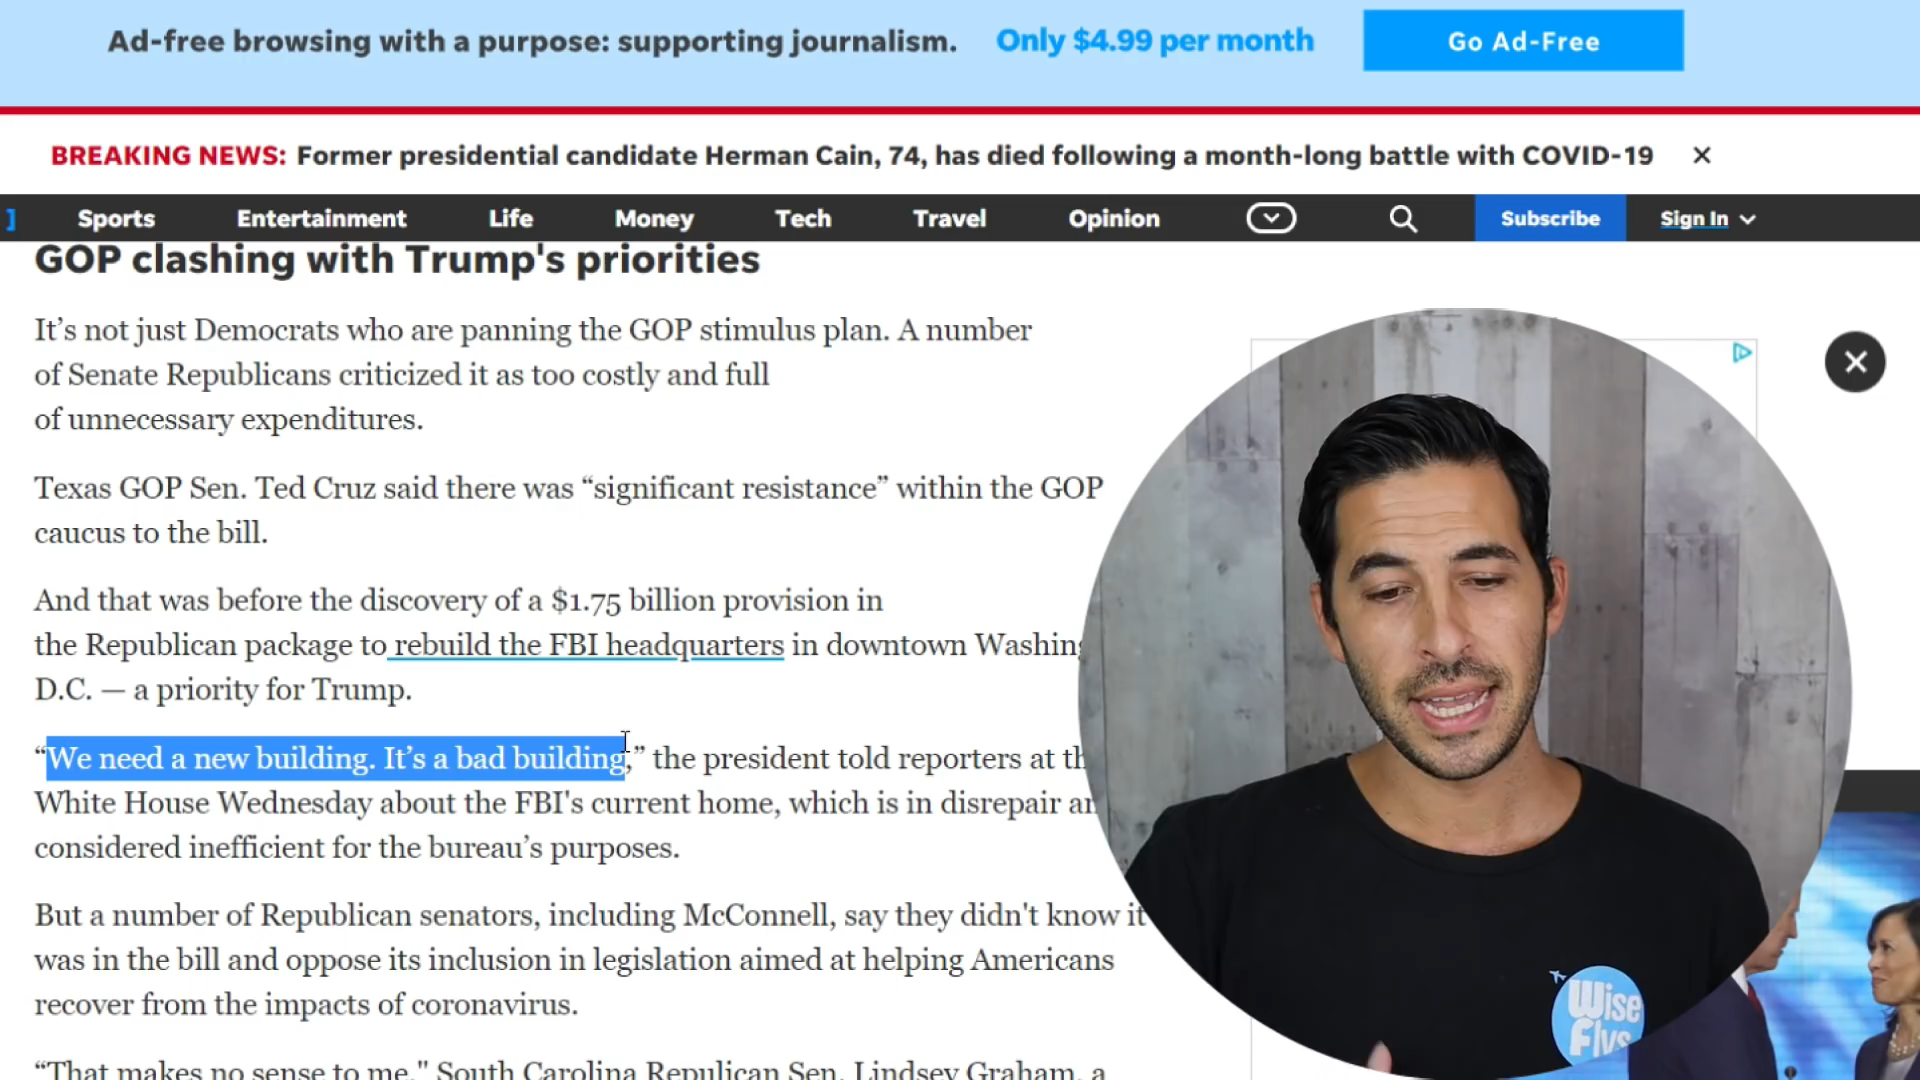 Ad-free browsing with a purpose: supporting journalism. Only $4.99 per month Go Ad-Free
BREAKING NEWS: Former presidential candidate Herman Cain, 74, has died following a month-long battle with COVID-19
] Sports Entertainment Life Money Tech Travel Opinion Subscribe Sign In
GOP clashing with Trump's priorities
It’s not just Democrats who are panning the GOP stimulus plan. A number
of Senate Republicans criticized it as too costly and full
of unnecessary expenditures.
Texas GOP Sen. Ted Cruz said there was “significant resistance” within the GOP
caucus to the bill.
And that was before the discovery of a $1.75 billion provision in
the Republican package to rebuild the FBI headquarters in downtown
D.C. — a priority for Trump.
“We need a new building. It’s a bad building,” the president told reporters at
White House Wednesday about the FBI's current home, which is in disrepair
considered inefficient for the bureau’s purposes.
But a number of Republican senators, including McConnell, say they didn't know it
was in the bill and oppose its inclusion in legislation aimed at helping Americans
recover from the impacts of coronavirus.
“That makes no sense to me," South Carolina Repulican Sen. Lindsey Graham, a
Wise
Flys